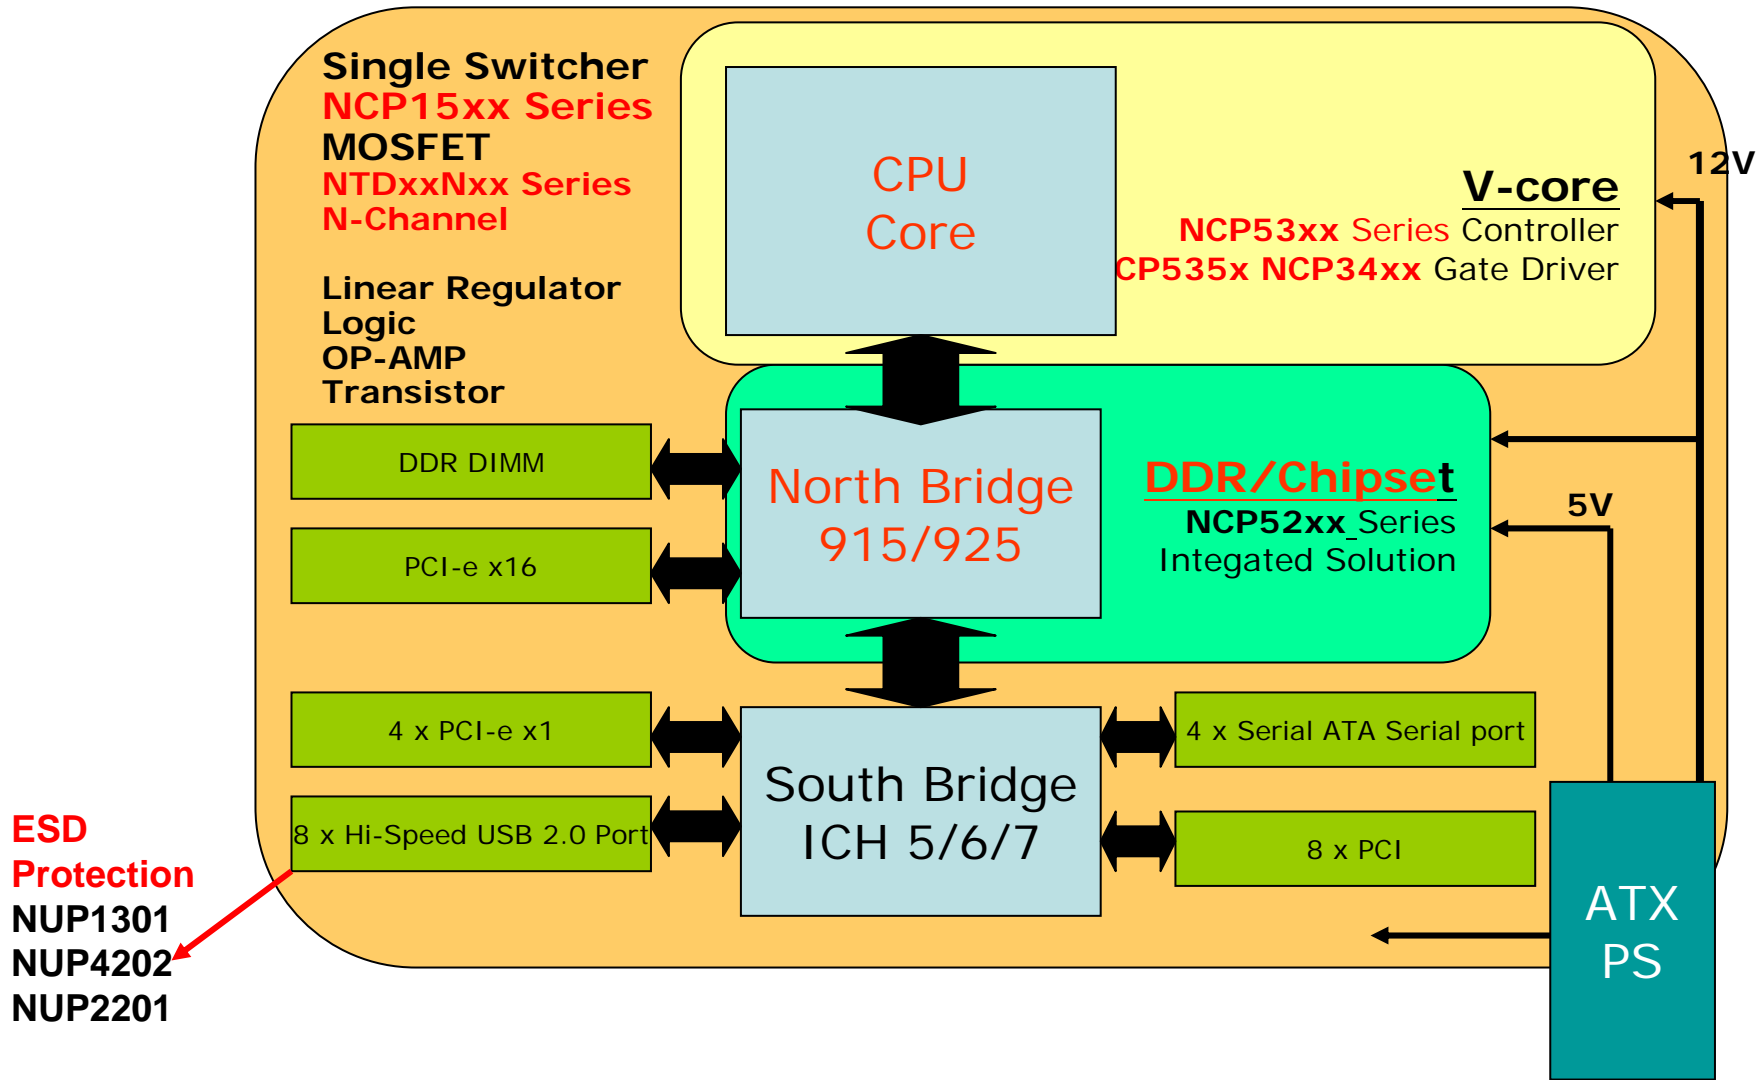 Single Switcher
NCP15xx Series
MOSFET
NTDxxNxx Series
N-Channel
Linear Regulator
Logic
OP-AMP
Transistor
CPU
Core
12V
V-core
NCP53xx Series Controller
CP535x NCP34xx Gate Driver
DDR DIMM
PCI-e x16
North Bridge
915/925
DDR/Chipset
NCP52xx Series
Integated Solution
5V
4 x PCI-e x1
8 x Hi-Speed USB 2.0 Port
South Bridge
ICH 5/6/7
4 x Serial ATA Serial port
8 x PCI
ATX
PS
ESD
Protection
NUP1301
NUP4202
NUP2201